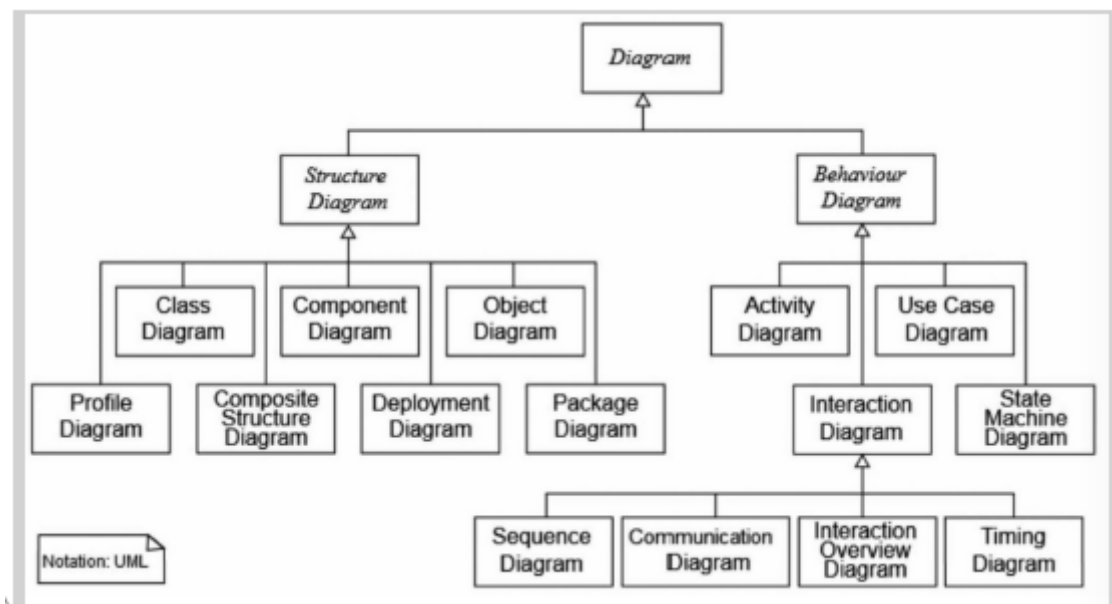 Diagram
Structure
Diagram
Behaviour
Diagram
Class
Diagram
Component
Diagram
Object
Diagram
Activity
Diagram
Use Case
Diagram
Profile
Diagram
Composite
Structure
Diagram
Deployment
Diagram
Package
Diagram
Interaction
Diagram
State
Machine
Diagram
Sequence
Diagram
Communication
Diagram
Interaction
Overview
Diagram
Timing
Diagram
Notation: UML